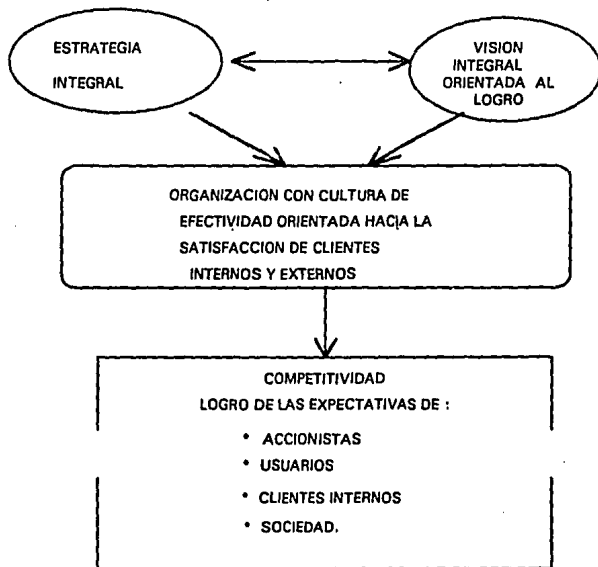 ESTRATEGIA
INTEGRAL
VISION
INTEGRAL
ORIENTADA AL
LOGRO
ORGANIZACION CON CULTURA DE
EFECTIVIDAD ORIENTADA HACIA LA
SATISFACCION DE CLIENTES
INTERNOS Y EXTERNOS
COMPETITIVIDAD
LOGRO DE LAS EXPECTATIVAS DE :
• ACCIONISTAS
• USUARIOS
• CLIENTES INTERNOS
• SOCIEDAD.